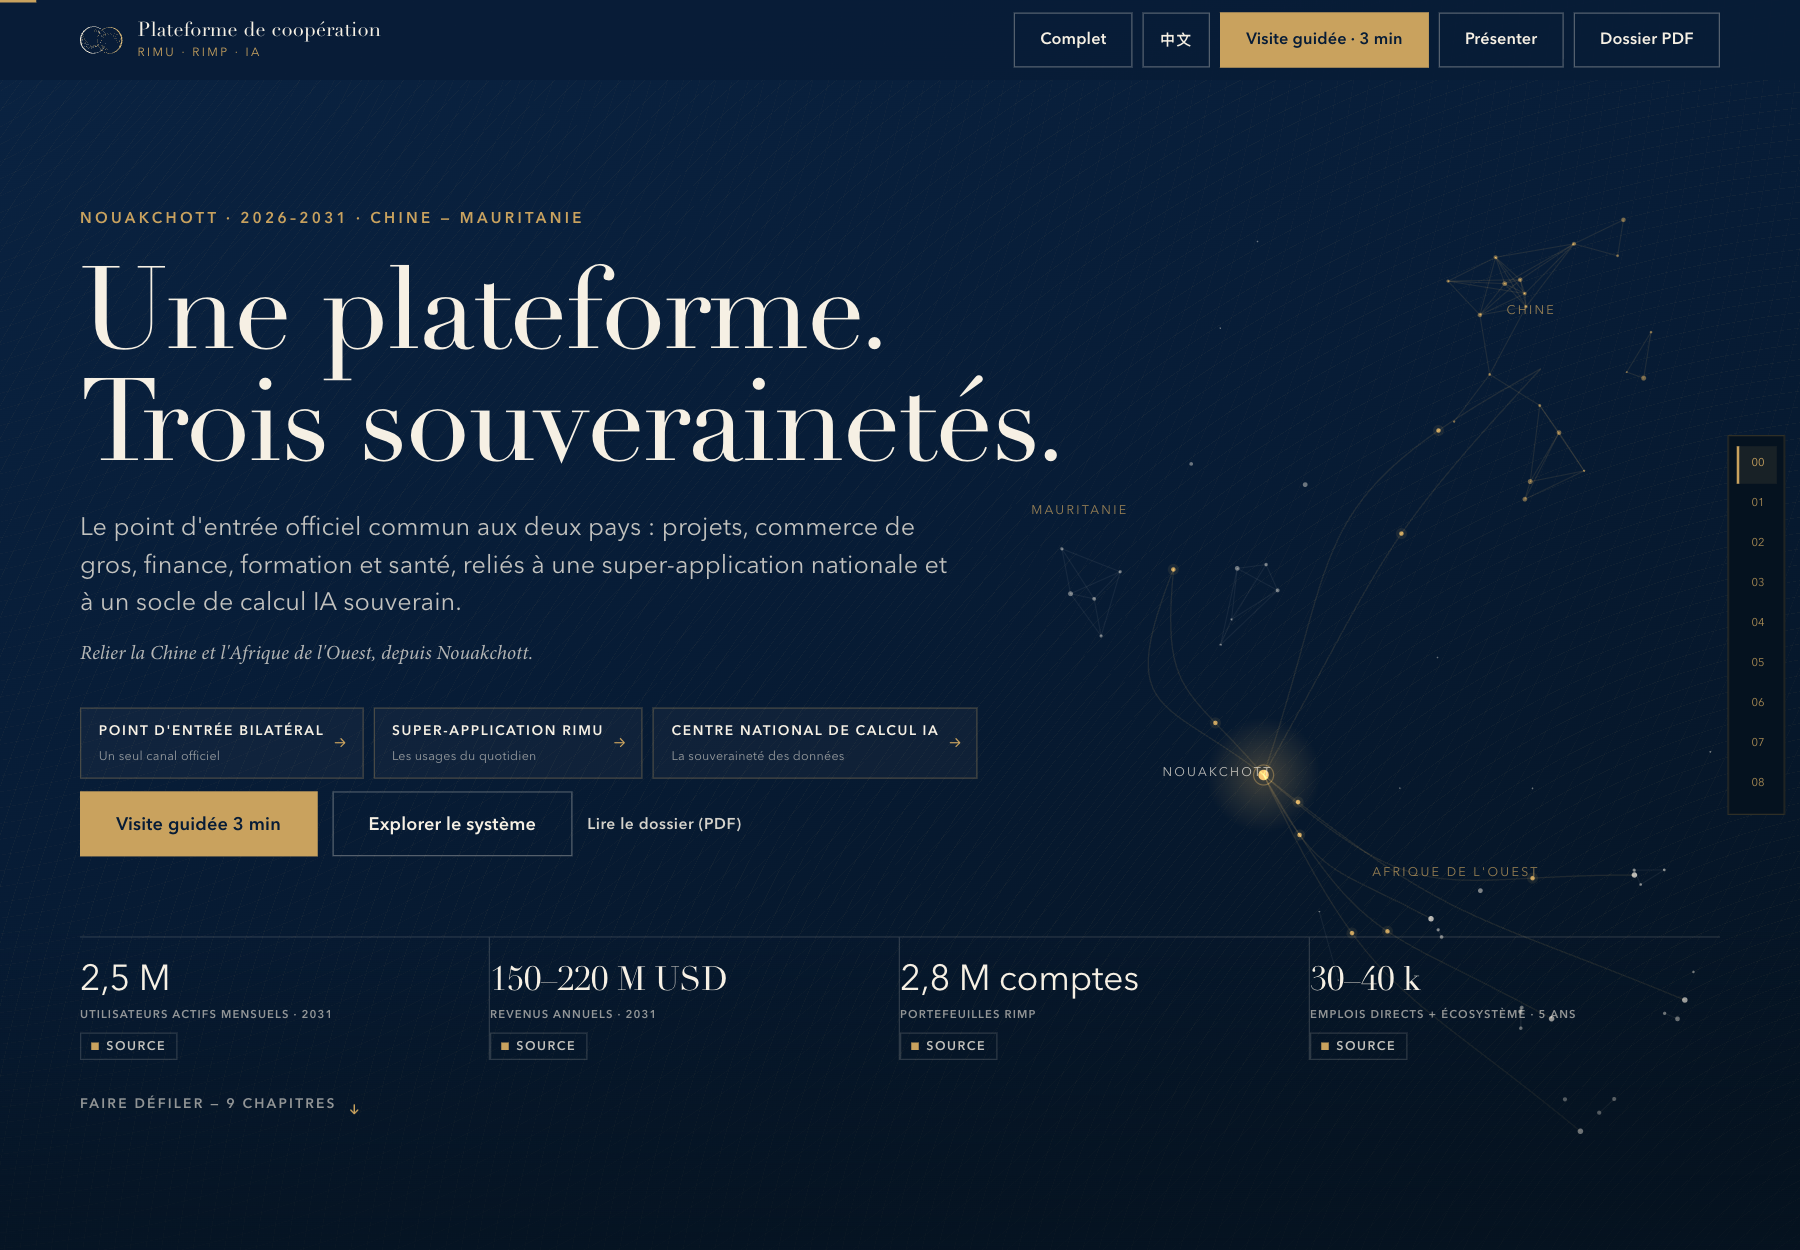 Plateforme de coopération
RIMU · RIMP · IA
Complet
中文
Visite guidée · 3 min
Présenter
Dossier PDF
NOUAKCHOTT · 2026–2031 · CHINE — MAURITANIE
Une plateforme.
Trois souverainetés.
Le point d'entrée officiel commun aux deux pays : projets, commerce de
gros, finance, formation et santé, reliés à une super-application nationale et
à un socle de calcul IA souverain.
Relier la Chine et l'Afrique de l'Ouest, depuis Nouakchott.
POINT D'ENTRÉE BILATÉRAL
Un seul canal officiel
→
SUPER-APPLICATION RIMU
Les usages du quotidien
→
CENTRE NATIONAL DE CALCUL IA
La souveraineté des données
→
Visite guidée 3 min
Explorer le système
Lire le dossier (PDF)
CHINE
MAURITANIE
NOUAKCHOTT
AFRIQUE DE L'OUEST
00
01
02
03
04
05
06
07
08
2,5 M
UTILISATEURS ACTIFS MENSUELS · 2031
SOURCE
150–220 M USD
REVENUS ANNUELS · 2031
SOURCE
2,8 M comptes
PORTEFEUILLES RIMP
SOURCE
30–40 k
EMPLOIS DIRECTS + ÉCOSYSTÈME · 5 ANS
SOURCE
FAIRE DÉFILER — 9 CHAPITRES ↓